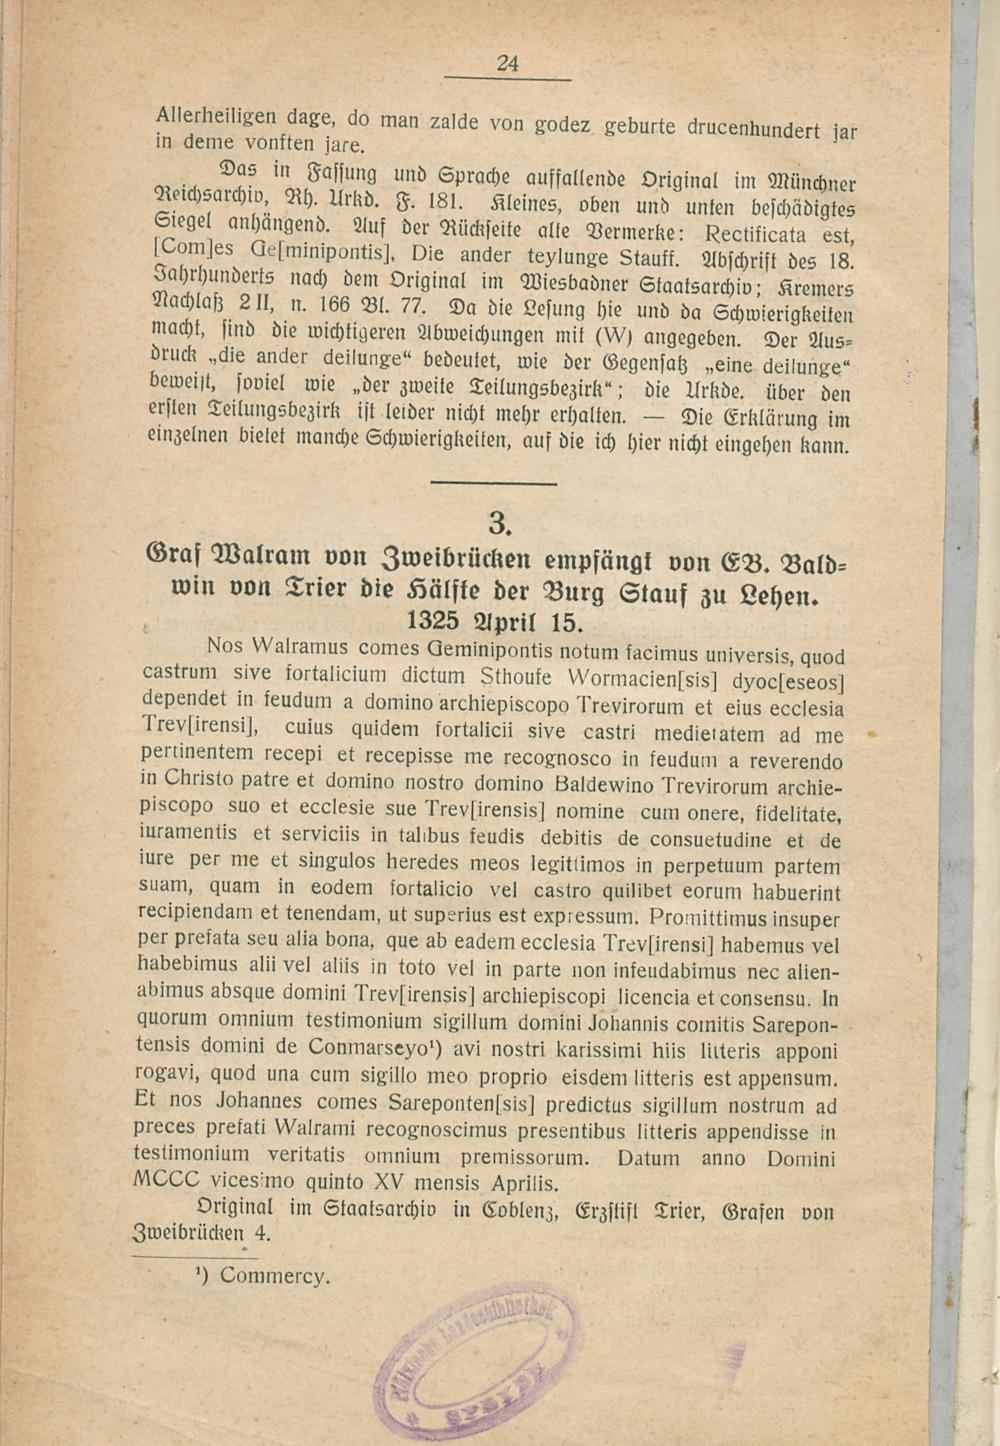 24
Allerheiligen dage, do man zalde von godez geburte drucenhundert jar
in deme vonften jare.
Das in Fassung und Sprache auffallende Original im Münchner
Reichsarchiv, Rh. Urkd. F. 181. Kleines, oben und unten beschädigtes
Siegel anhängend. Auf der Rückseite alte Vermerke: Rectificata est,
[Com]es Ge[minipontis], Die ander teylunge Stauff. Abschrift des 18.
Jahrhunderts nach dem Original im Wiesbadner Staatsarchiv; Kremers
Nachlaß 2 II, n. 166 Bl. 77. Da die Lesung hie und da Schwierigkeiten
macht, sind die wichtigeren Abweichungen mit (W) angegeben. Der Aus-
druck „die ander deilunge“ bedeutet, wie der Gegensatz „eine deilunge“
beweist, soviel wie „der zweite Teilungsbezirk“; die Urkde. über den
ersten Teilungsbezirk ist leider nicht mehr erhalten. — Die Erklärung im
einzelnen bietet manche Schwierigkeiten, auf die ich hier nicht eingehen kann.
3.
Graf Walram von Zweibrücken empfängt von EB. Bald-
win von Trier die Hälfte der Burg Stauf zu Lehen.
1325 April 15.
Nos Walramus comes Geminipontis notum facimus universis, quod
castrum sive fortalicium dictum Sthoufe Wormacien[sis] dyoc[eseos]
dependet in feudum a domino archiepiscopo Trevirorum et eius ecclesia
Trev[irensi], cuius quidem fortalicii sive castri medietatem ad me
pertinentem recepi et recepisse me recognosco in feudum a reverendo
in Christo patre et domino nostro domino Baldewino Trevirorum archie-
piscopo suo et ecclesie sue Trev[irensis] nomine cum onere, fidelitate,
iuramentis et serviciis in talibus feudis debitis de consuetudine et de
iure per me et singulos heredes meos legittimos in perpetuum partem
suam, quam in eodem fortalicio vel castro quilibet eorum habuerint
recipiendam et tenendam, ut superius est expressum. Promittimus insuper
per prefata seu alia bona, que ab eadem ecclesia Trev[irensi] habemus vel
habebimus alii vel aliis in toto vel in parte non infeudabimus nec alien-
abimus absque domini Trev[irensis] archiepiscopi licencia et consensu. In
quorum omnium testimonium sigillum domini Johannis comitis Sarepon-
tensis domini de Conmarseyo¹) avi nostri karissimi hiis litteris apponi
rogavi, quod una cum sigillo meo proprio eisdem litteris est appensum.
Et nos Johannes comes Sareponten[sis] predictus sigillum nostrum ad
preces prefati Walrami recognoscimus presentibus litteris appendisse in
testimonium veritatis omnium premissorum. Datum anno Domini
MCCC vicesimo quinto XV mensis Aprilis.
Original im Staatsarchiv in Coblenz, Erzstift Trier, Grafen von
Zweibrücken 4.
¹) Commercy.
Pfälzische Landesbibliothek
* SPEYER *